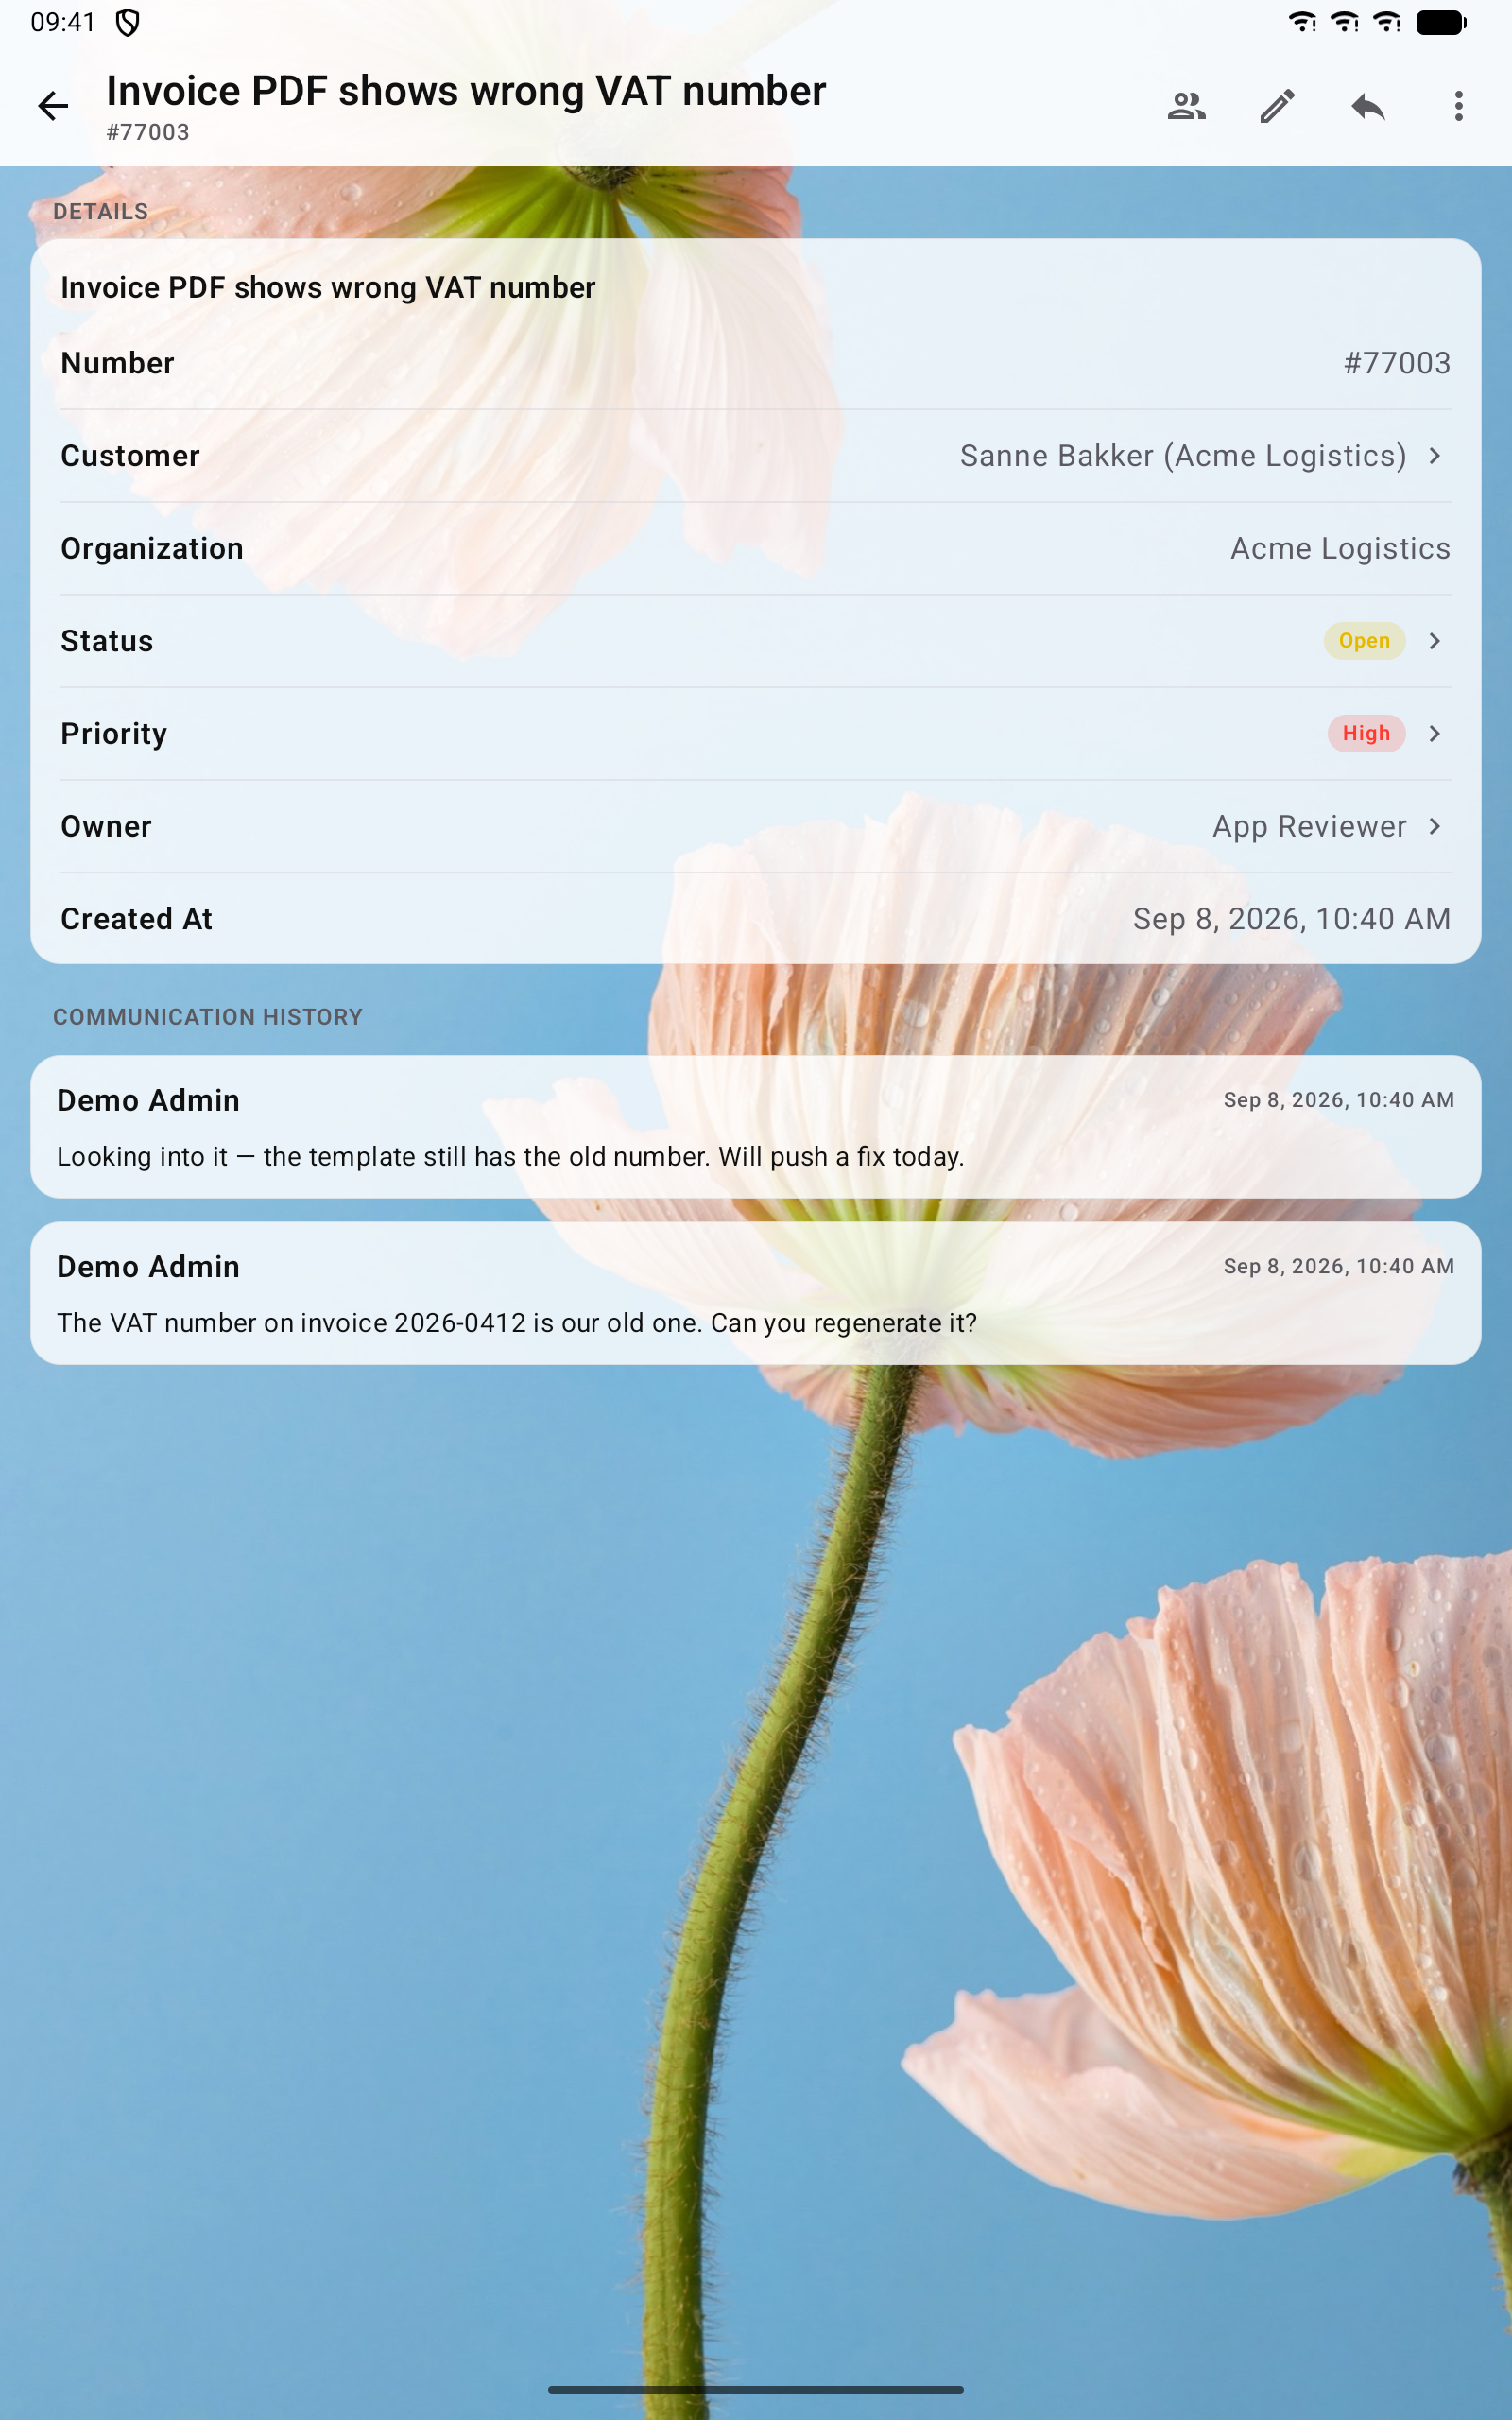 09:41
Invoice PDF shows wrong VAT number
#77003
DETAILS
Invoice PDF shows wrong VAT number
Number #77003
Customer Sanne Bakker (Acme Logistics)
Organization Acme Logistics
Status Open
Priority High
Owner App Reviewer
Created At Sep 8, 2026, 10:40 AM
COMMUNICATION HISTORY
Demo Admin Sep 8, 2026, 10:40 AM
Looking into it — the template still has the old number. Will push a fix today.
Demo Admin Sep 8, 2026, 10:40 AM
The VAT number on invoice 2026-0412 is our old one. Can you regenerate it?